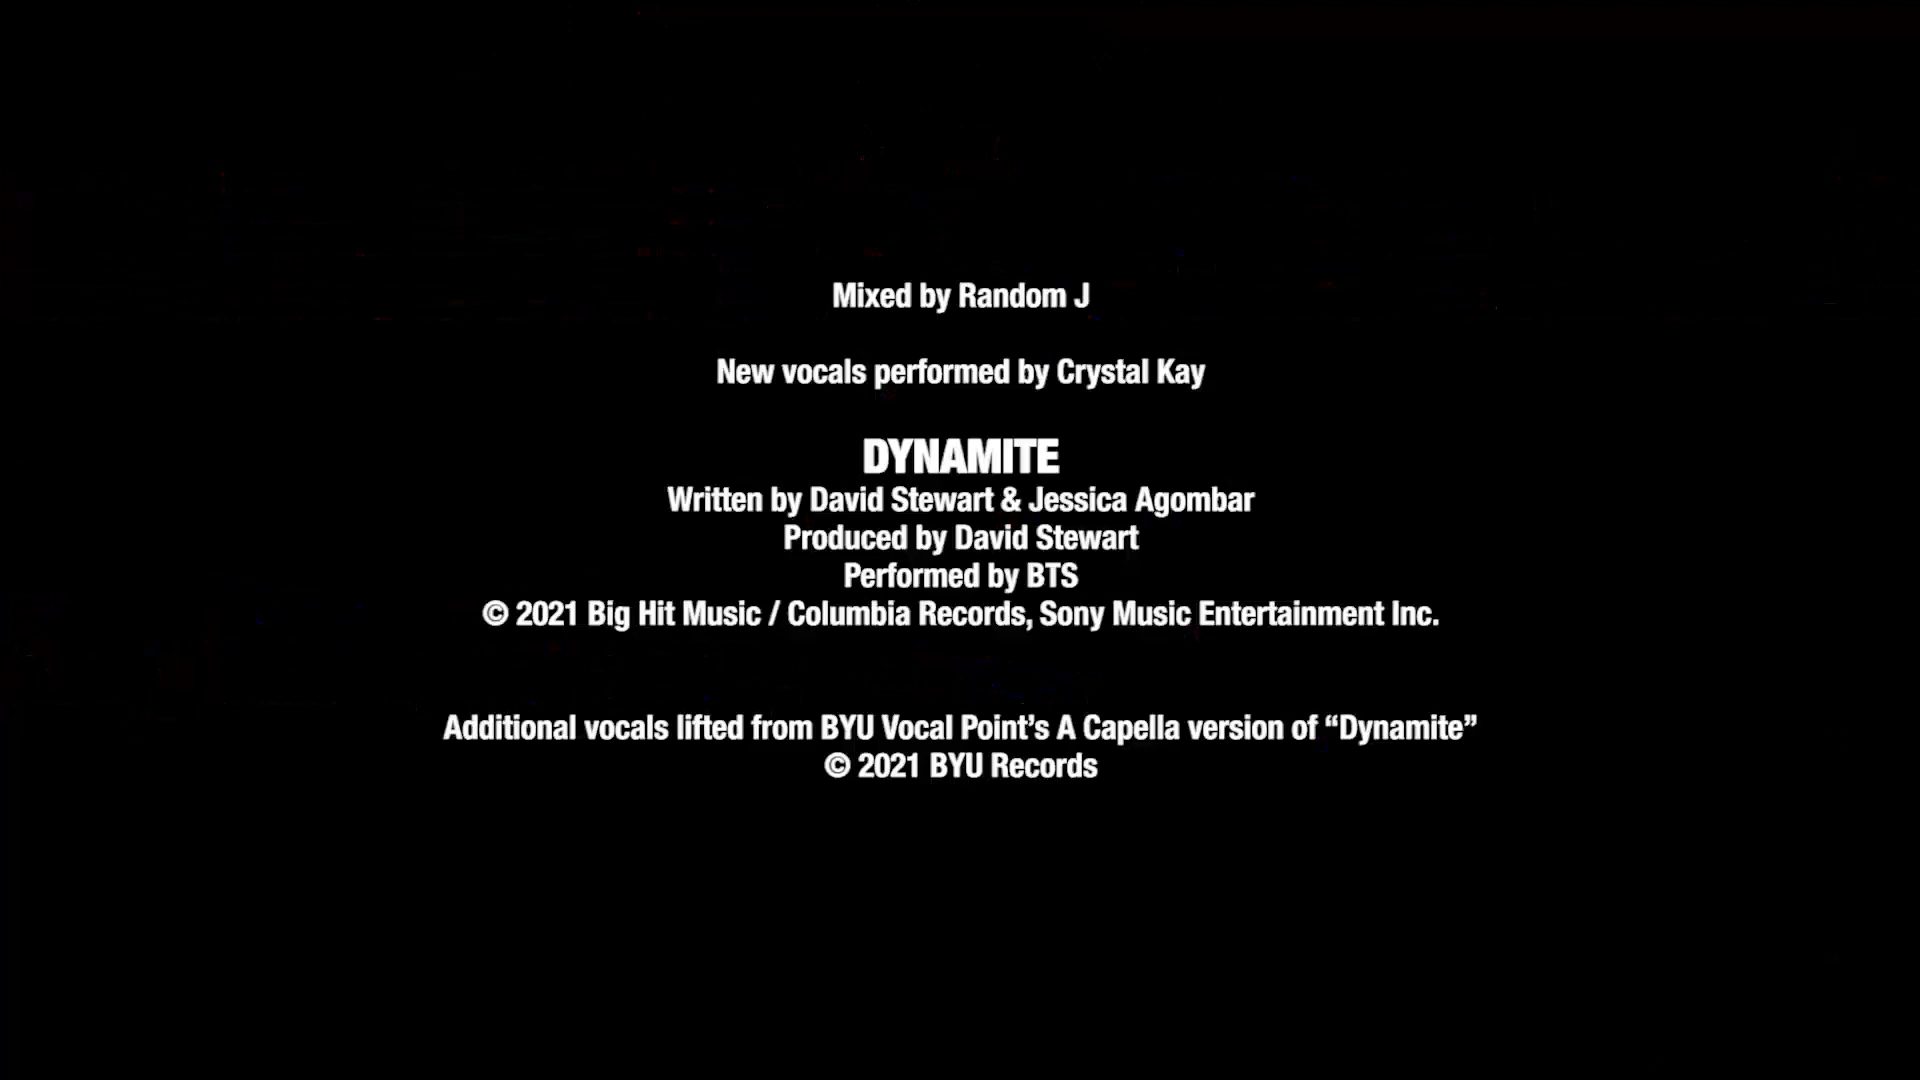 Mixed by Random J
New vocals performed by Crystal Kay
DYNAMITE
Written by David Stewart & Jessica Agombar
Produced by David Stewart
Performed by BTS
© 2021 Big Hit Music / Columbia Records, Sony Music Entertainment Inc.
Additional vocals lifted from BYU Vocal Point’s A Capella version of “Dynamite”
© 2021 BYU Records